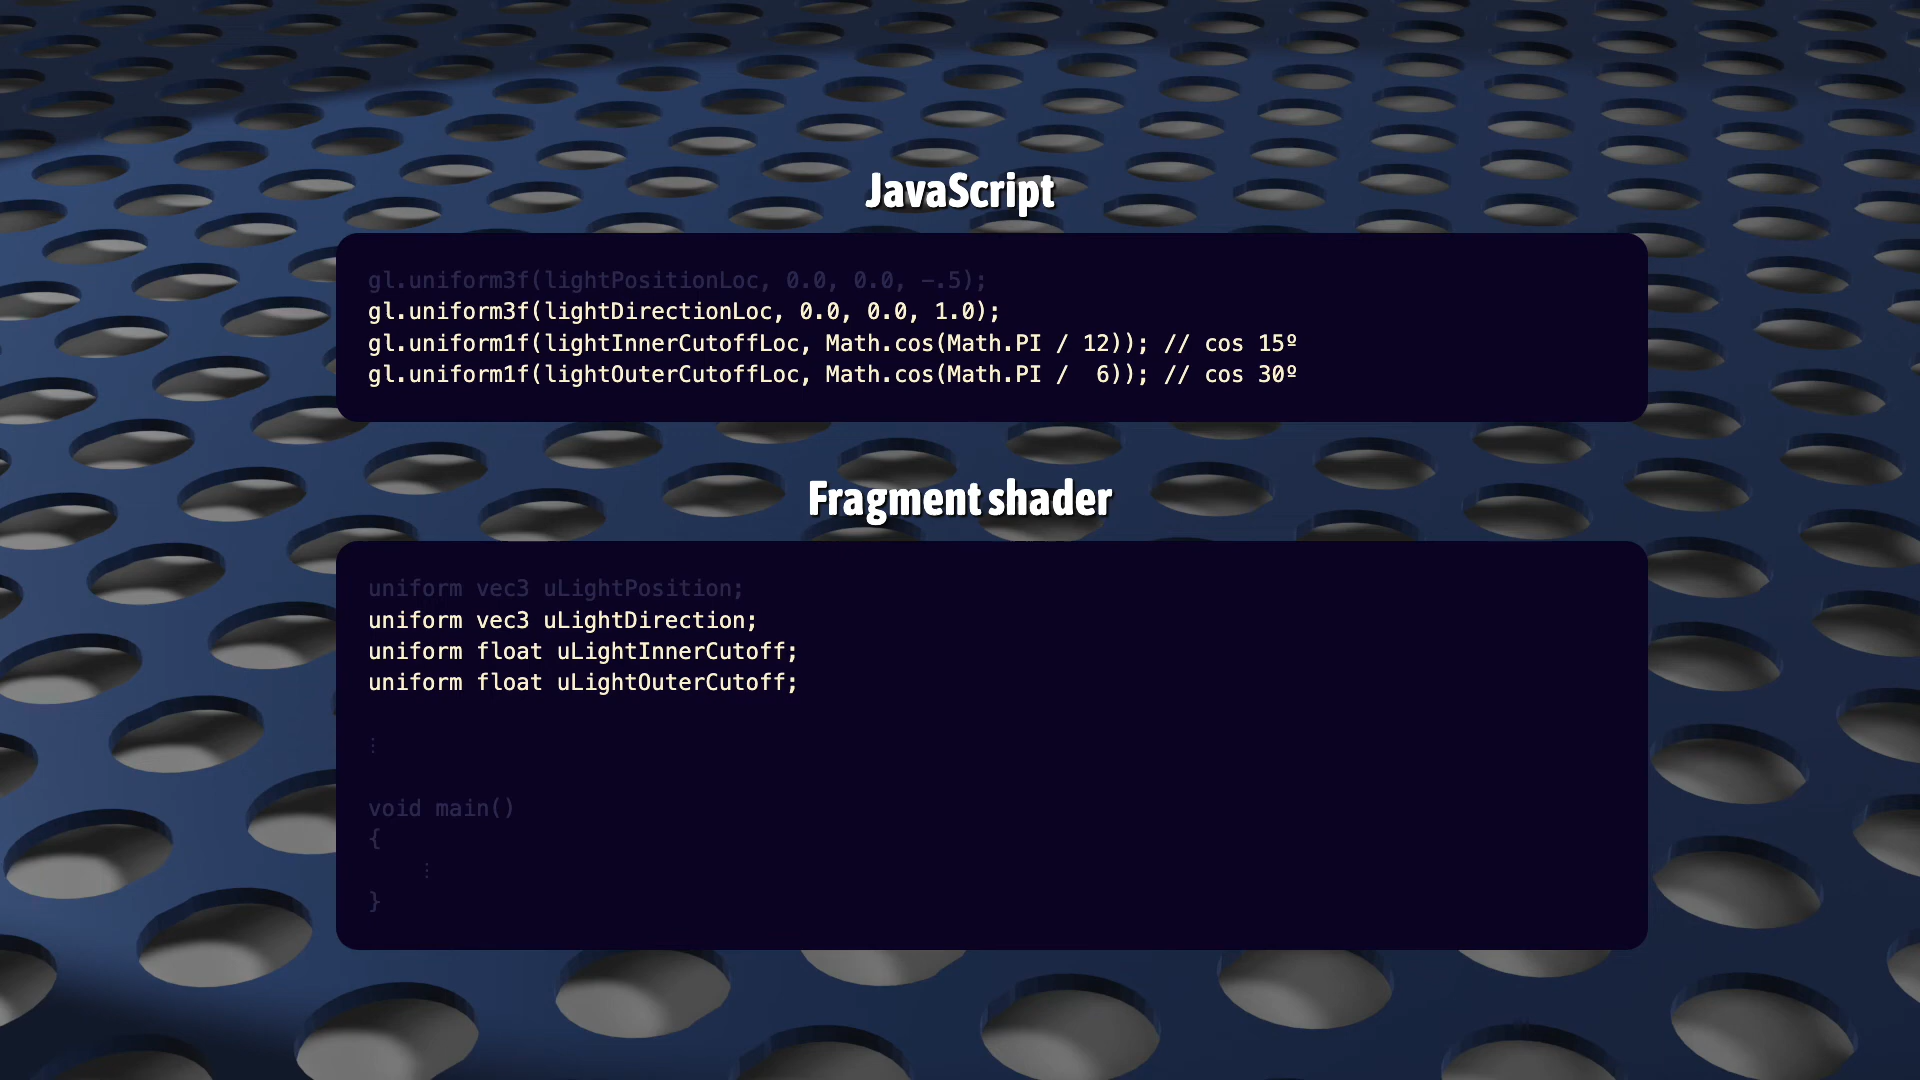 JavaScript
gl.uniform3f(lightPositionLoc, 0.0, 0.0, -.5);
gl.uniform3f(lightDirectionLoc, 0.0, 0.0, 1.0);
gl.uniform1f(lightInnerCutoffLoc, Math.cos(Math.PI / 12)); // cos 15º
gl.uniform1f(lightOuterCutoffLoc, Math.cos(Math.PI /  6)); // cos 30º
Fragment shader
uniform vec3 uLightPosition;
uniform vec3 uLightDirection;
uniform float uLightInnerCutoff;
uniform float uLightOuterCutoff;
⋮
void main()
{
⋮
}